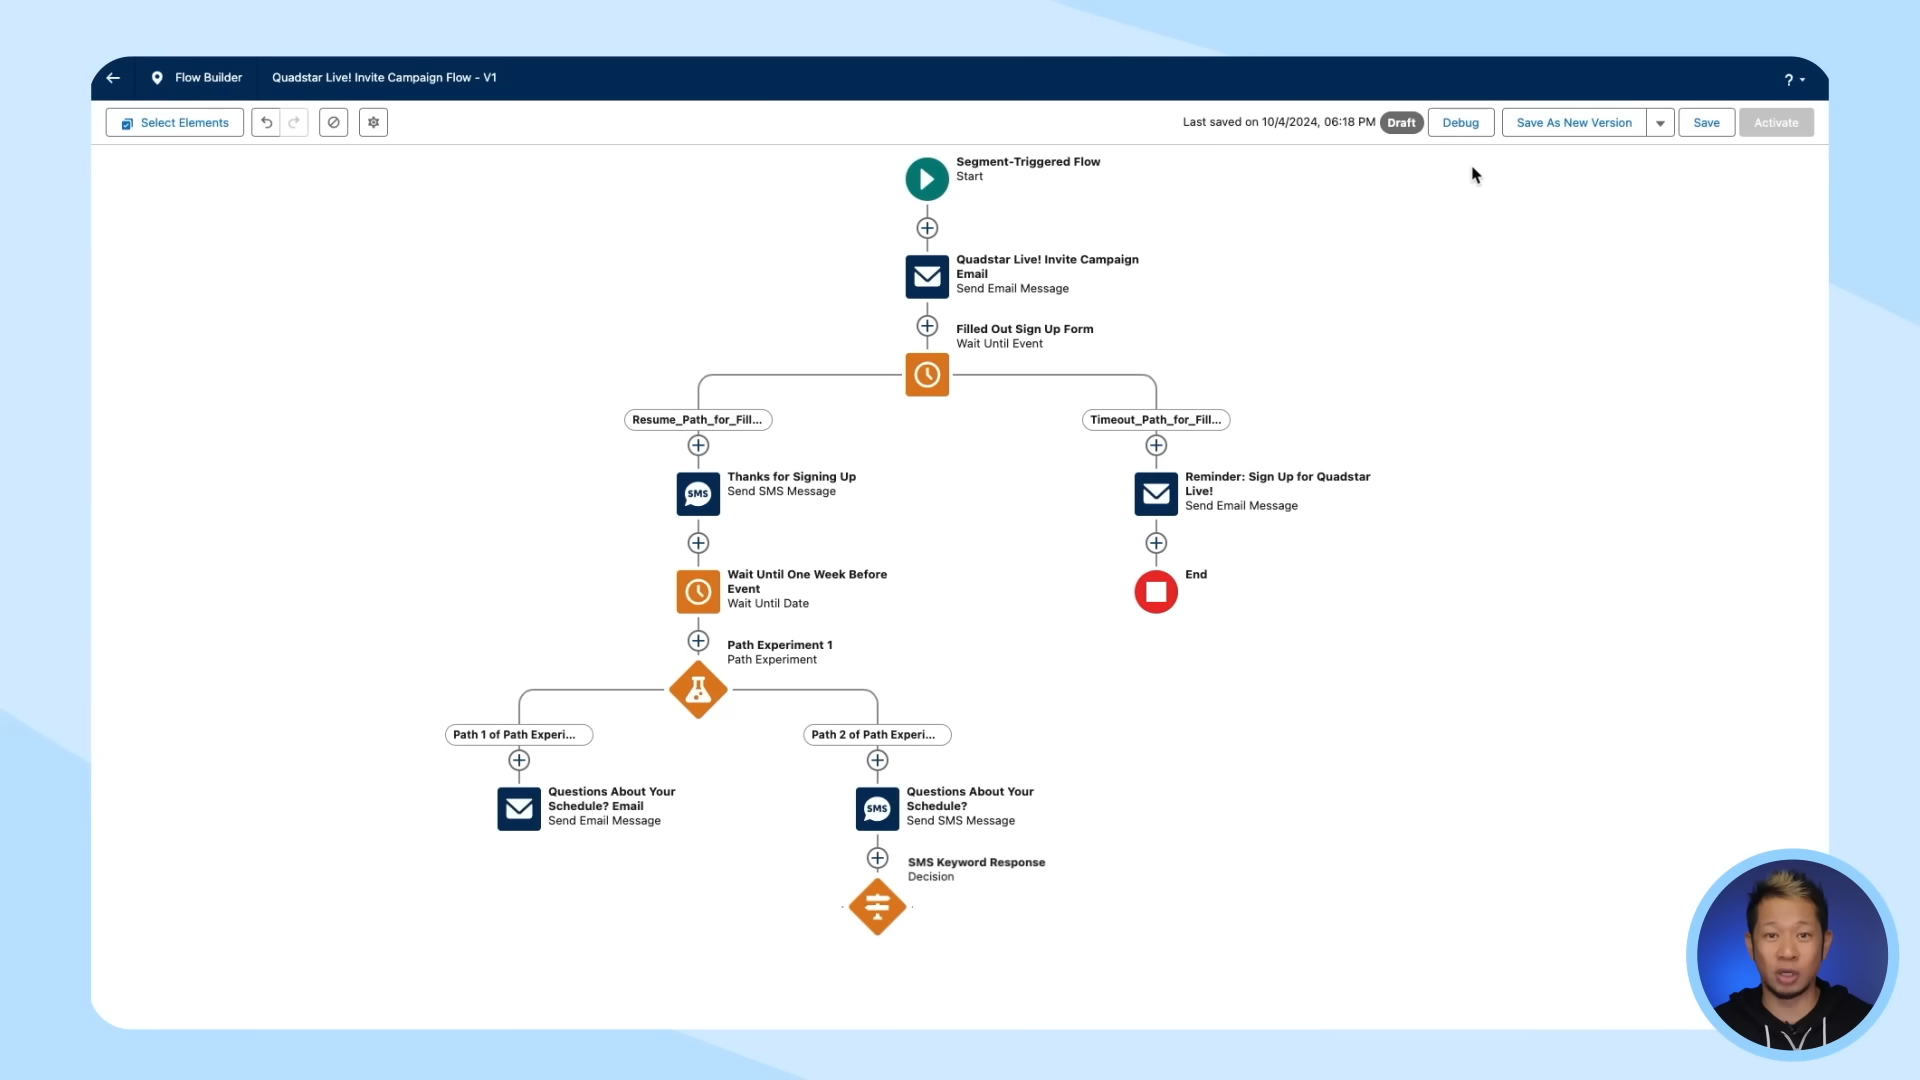 Flow Builder
Quadstar Live! Invite Campaign Flow - V1
?
Select Elements
Last saved on 10/4/2024, 06:18 PM
Draft
Debug
Save As New Version
Save
Activate
Segment-Triggered Flow
Start
Quadstar Live! Invite Campaign
Email
Send Email Message
Filled Out Sign Up Form
Wait Until Event
Resume_Path_for_Fill...
Timeout_Path_for_Fill...
Thanks for Signing Up
Send SMS Message
SMS
Reminder: Sign Up for Quadstar
Live!
Send Email Message
Wait Until One Week Before
Event
Wait Until Date
End
Path Experiment 1
Path Experiment
Path 1 of Path Experi...
Path 2 of Path Experi...
Questions About Your
Schedule? Email
Send Email Message
SMS
Questions About Your
Schedule?
Send SMS Message
SMS Keyword Response
Decision